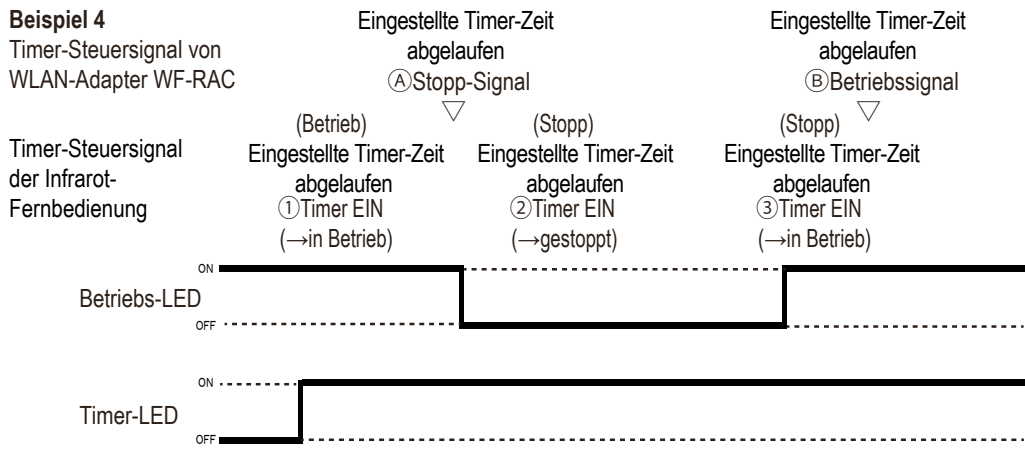 Beispiel 4
Timer-Steuersignal von
WLAN-Adapter WF-RAC
Eingestellte Timer-Zeit
abgelaufen
ⒶStopp-Signal
Eingestellte Timer-Zeit
abgelaufen
ⒷBetriebssignal
Timer-Steuersignal
der Infrarot-
Fernbedienung
(Betrieb)
Eingestellte Timer-Zeit
abgelaufen
①Timer EIN
(→in Betrieb)
(Stopp)
Eingestellte Timer-Zeit
abgelaufen
②Timer EIN
(→gestoppt)
(Stopp)
Eingestellte Timer-Zeit
abgelaufen
③Timer EIN
(→in Betrieb)
Betriebs-LED
ON
OFF
Timer-LED
ON
OFF